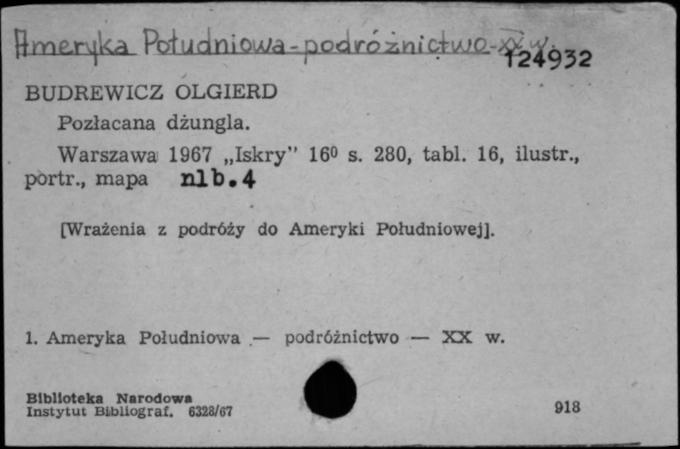 Ameryka Południowa - podróżnictwo - XX w.
124932
BUDREWICZ OLGIERD
Pozłacana dżungla.
Warszawa 1967 „Iskry” 16⁰ s. 280, tabl. 16, ilustr.,
portr., mapa nlb.4
[Wrażenia z podróży do Ameryki Południowej].
1. Ameryka Południowa — podróżnictwo — XX w.
Biblioteka Narodowa
Instytut Bibliograf. 6328/67
918